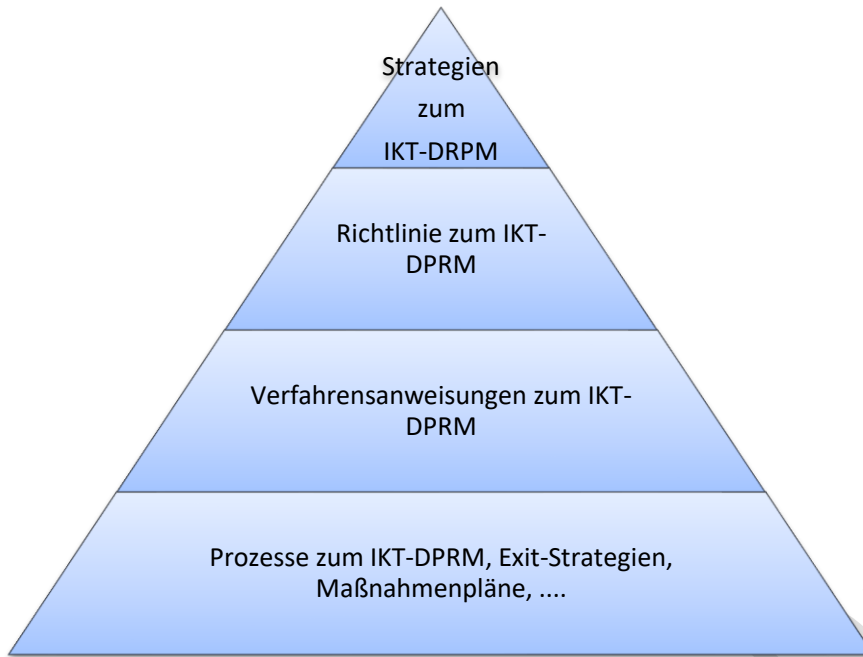 Strategien
zum
IKT-DRPM
Richtlinie zum IKT-
DPRM
Verfahrensanweisungen zum IKT-
DPRM
Prozesse zum IKT-DPRM, Exit-Strategien,
Maßnahmenpläne, ....